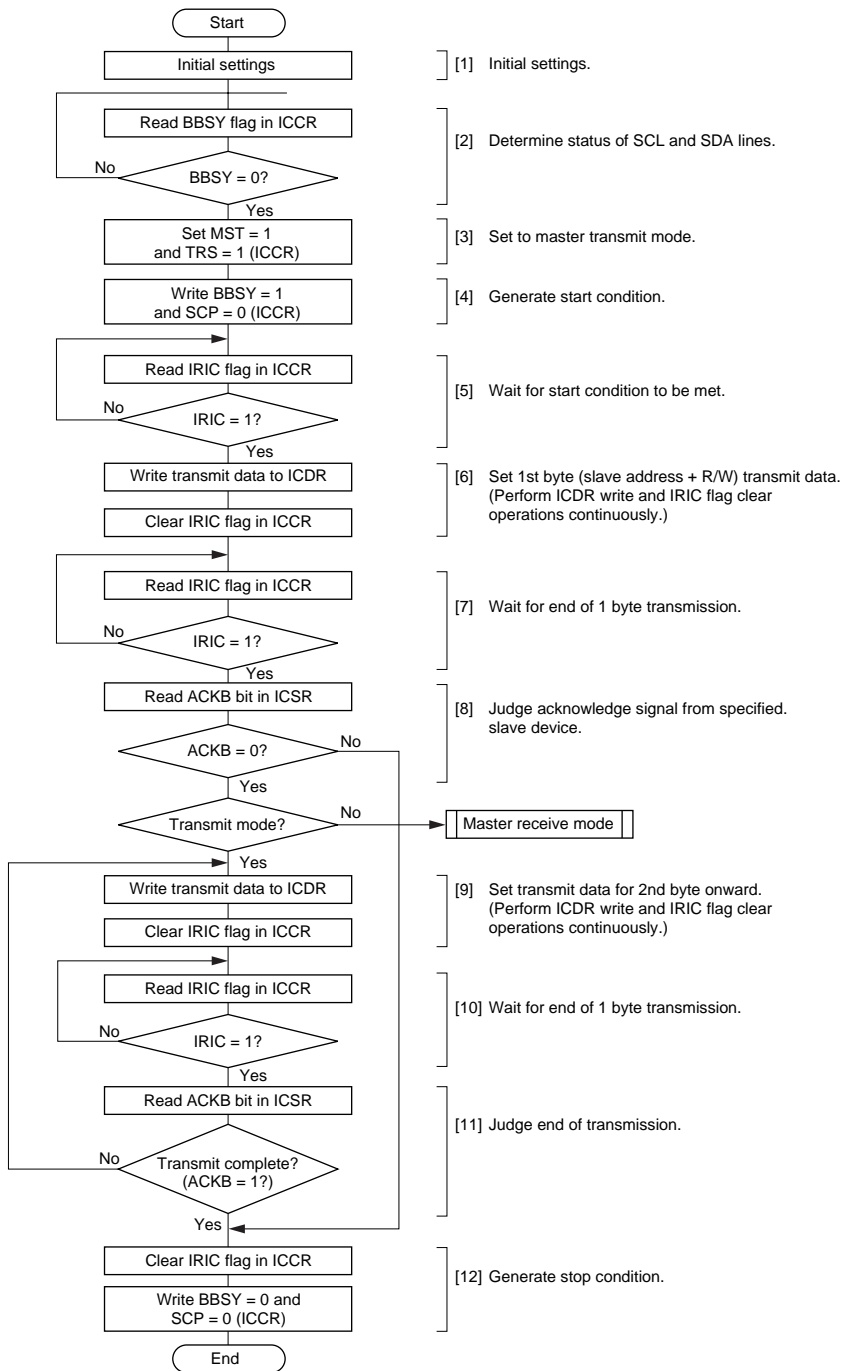 Start
Initial settings
[1] Initial settings.
Read BBSY flag in ICCR
[2] Determine status of SCL and SDA lines.
No
BBSY = 0?
Yes
Set MST = 1
and TRS = 1 (ICCR)
[3] Set to master transmit mode.
Write BBSY = 1
and SCP = 0 (ICCR)
[4] Generate start condition.
Read IRIC flag in ICCR
[5] Wait for start condition to be met.
No
IRIC = 1?
Yes
Write transmit data to ICDR
[6] Set 1st byte (slave address + R/W) transmit data.
(Perform ICDR write and IRIC flag clear
operations continuously.)
Clear IRIC flag in ICCR
Read IRIC flag in ICCR
[7] Wait for end of 1 byte transmission.
No
IRIC = 1?
Yes
Read ACKB bit in ICSR
[8] Judge acknowledge signal from specified.
slave device.
ACKB = 0?
No
Yes
Transmit mode?
No
Master receive mode
Yes
Write transmit data to ICDR
[9] Set transmit data for 2nd byte onward.
(Perform ICDR write and IRIC flag clear
operations continuously.)
Clear IRIC flag in ICCR
Read IRIC flag in ICCR
[10] Wait for end of 1 byte transmission.
No
IRIC = 1?
Yes
Read ACKB bit in ICSR
[11] Judge end of transmission.
No
Transmit complete?
(ACKB = 1?)
Yes
Clear IRIC flag in ICCR
[12] Generate stop condition.
Write BBSY = 0 and
SCP = 0 (ICCR)
End